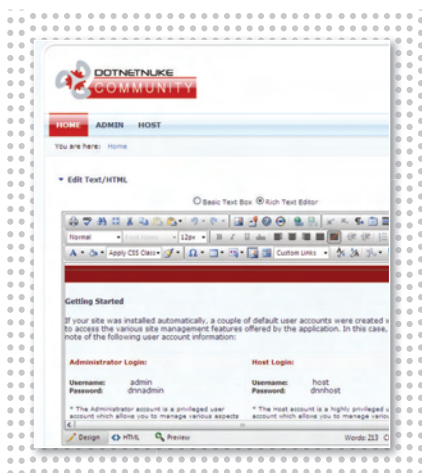 DOTNETNUKE
COMMUNITY
HOME ADMIN HOST
You are here: Home
Edit Text/HTML
Basic Text Box Rich Text Editor
Normal 12px
Apply CSS Class Custom Links
Getting Started
If your site was installed automatically, a couple of default user accounts were created
to access the various site management features offered by the application. In this case,
note of the following user account information:
Administrator Login: Host Login:
Username: admin Username: host
Password: dnnadmin Password: dnnhost
* The Administrator account is a privileged user * The Host account is a highly privileged
account which allows you to manage various aspects account which allow you to manage variou
Design HTML Preview Words: 213